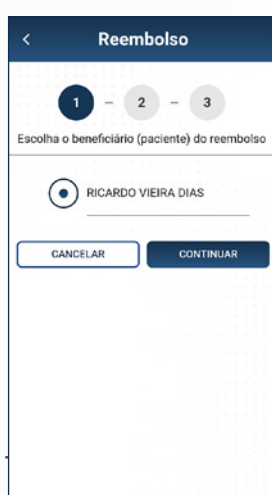 Reembolso
1 – 2 – 3
Escolha o beneficiário (paciente) do reembolso
RICARDO VIEIRA DIAS
CANCELAR CONTINUAR